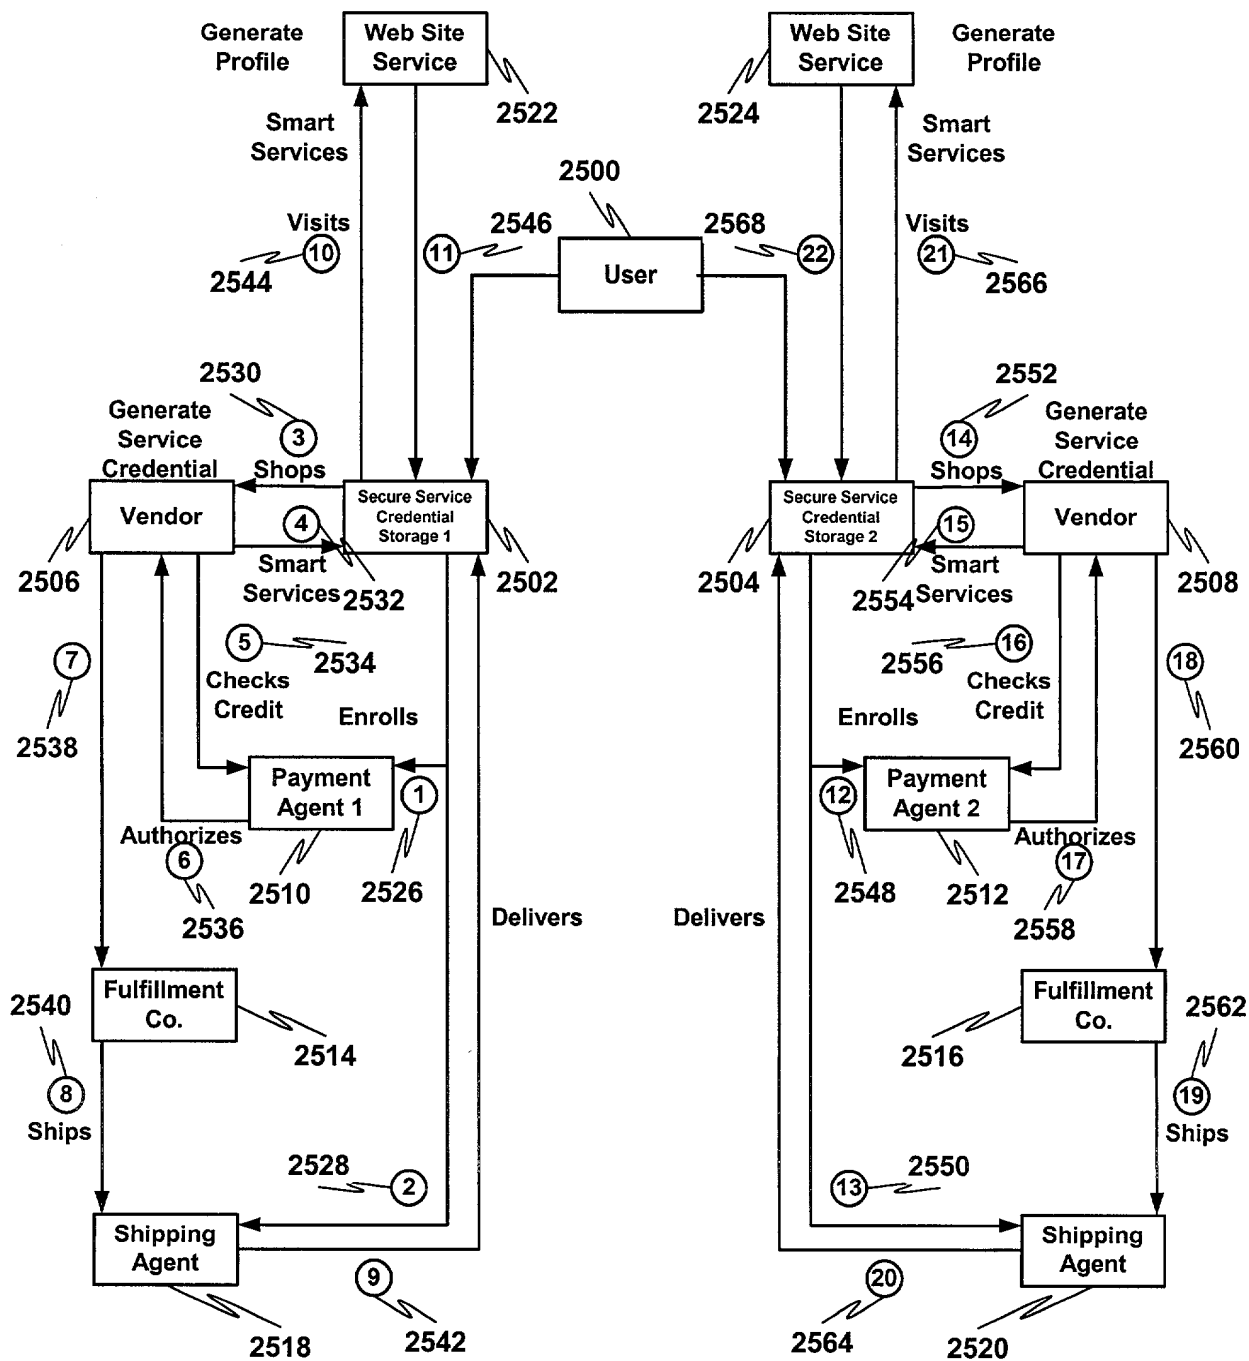 Generate
Profile
Web Site
Service
2522
Web Site
Service
2524
Generate
Profile
Smart
Services
Smart
Services
2500
Visits
10
2544
11
2546
User
2568
22
Visits
21
2566
2530
3
Generate
Service
Credential
Shops
2552
14
Shops
Generate
Service
Credential
Vendor
2506
4
Smart
Services
2532
Secure Service
Credential
Storage 1
2502
Secure Service
Credential
Storage 2
2504
15
2554
Smart
Services
Vendor
2508
7
2538
5
2534
Checks
Credit
Enrolls
2556
16
Checks
Credit
Enrolls
18
2560
Payment
Agent 1
1
2526
2510
Authorizes
6
2536
12
2548
Payment
Agent 2
2512
Authorizes
17
2558
Delivers
Delivers
2540
Fulfillment
Co.
2514
8
Ships
Fulfillment
Co.
2516
2562
19
Ships
2528
2
2550
13
Shipping
Agent
2518
9
2542
20
2564
Shipping
Agent
2520